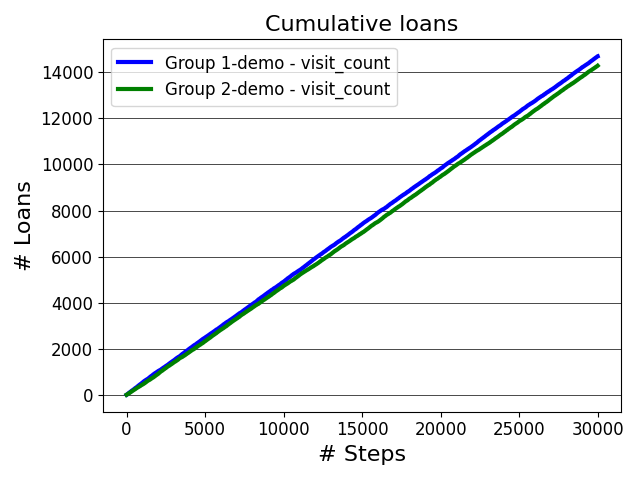 Cumulative loans
Group 1-demo - visit_count
Group 2-demo - visit_count
14000
12000
10000
8000
6000
4000
2000
0
# Loans
0 5000 10000 15000 20000 25000 30000
# Steps